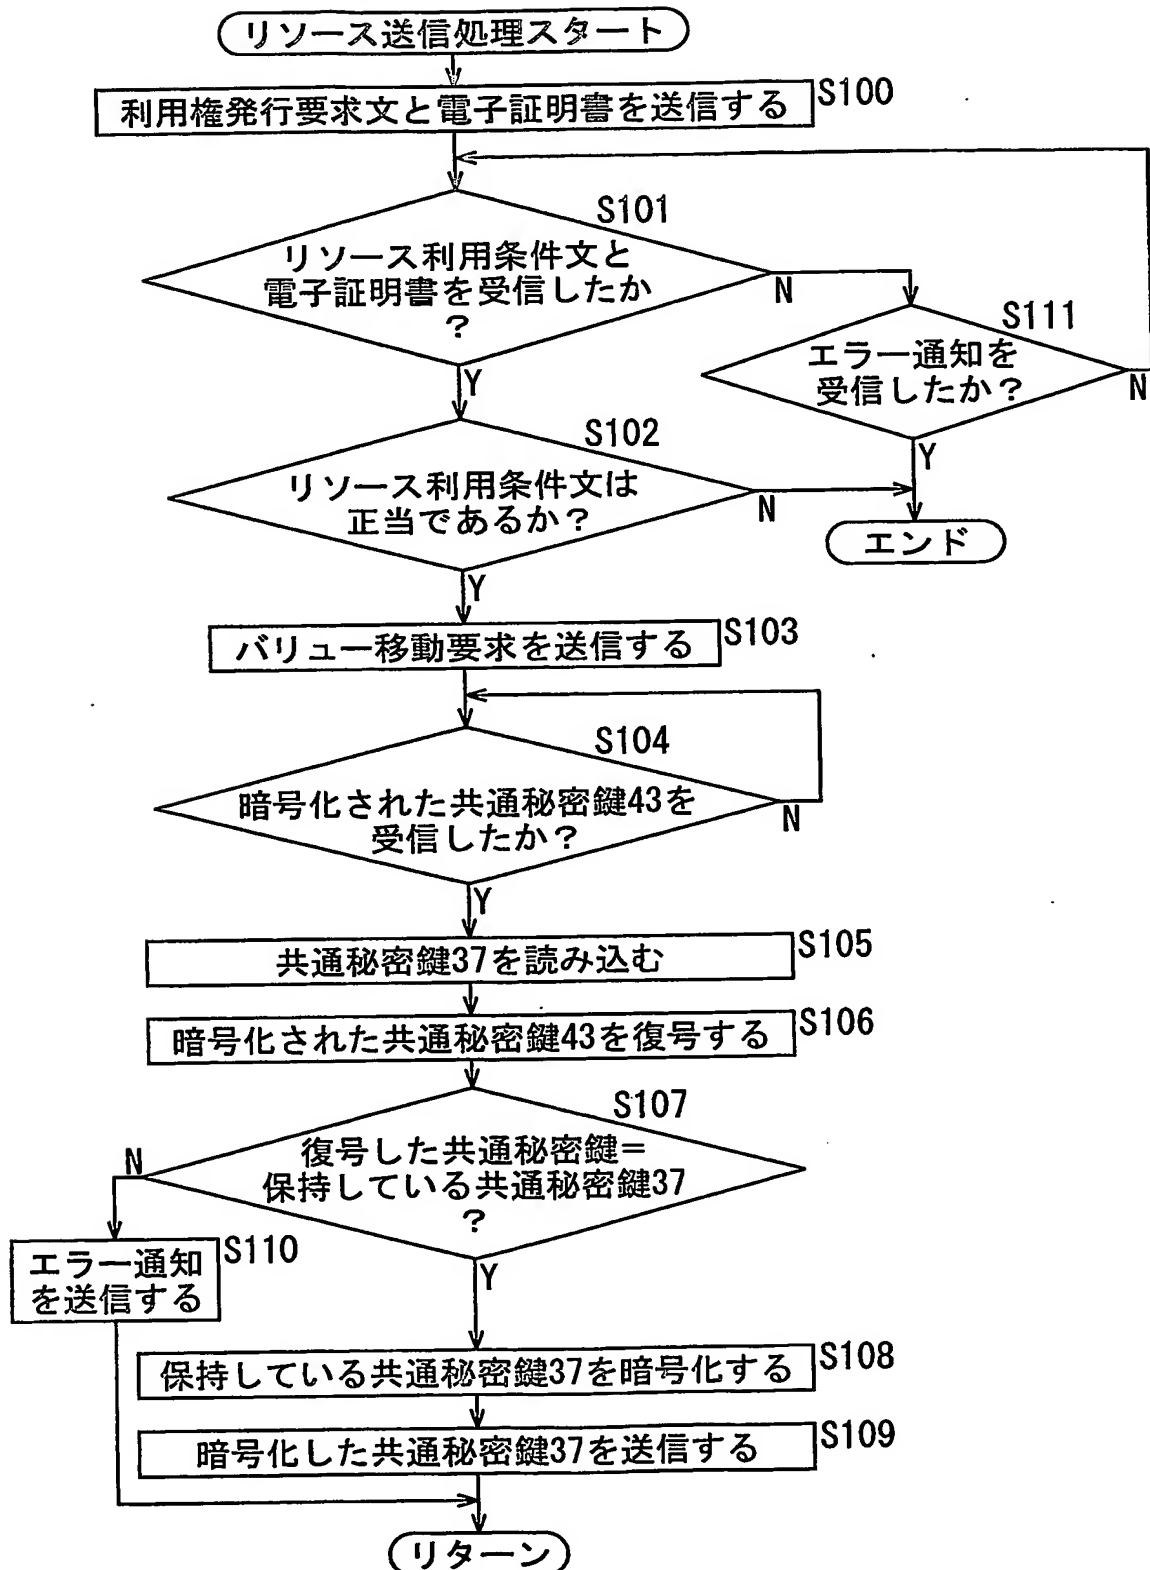 リソース送信処理スタート
利用権発行要求文と電子証明書を送信する
S100
S101
リソース利用条件文と
電子証明書を受信したか
?
N
Y
S111
エラー通知を
受信したか?
N
Y
S102
リソース利用条件文は
正当であるか?
N
Y
エンド
バリュー移動要求を送信する
S103
S104
暗号化された共通秘密鍵43を
受信したか?
N
Y
共通秘密鍵37を読み込む
S105
暗号化された共通秘密鍵43を復号する
S106
S107
復号した共通秘密鍵=
保持している共通秘密鍵37
?
N
Y
エラー通知
を送信する
S110
保持している共通秘密鍵37を暗号化する
S108
暗号化した共通秘密鍵37を送信する
S109
リターン